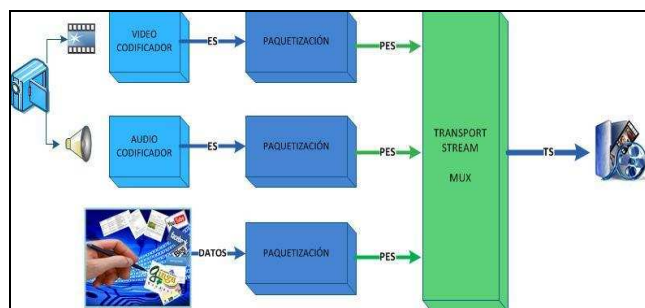 VIDEO
CODIFICADOR
ES
PAQUETIZACIÓN
PES
AUDIO
CODIFICADOR
ES
PAQUETIZACIÓN
PES
TRANSPORT
STREAM
MUX
TS
DATOS
PAQUETIZACIÓN
PES